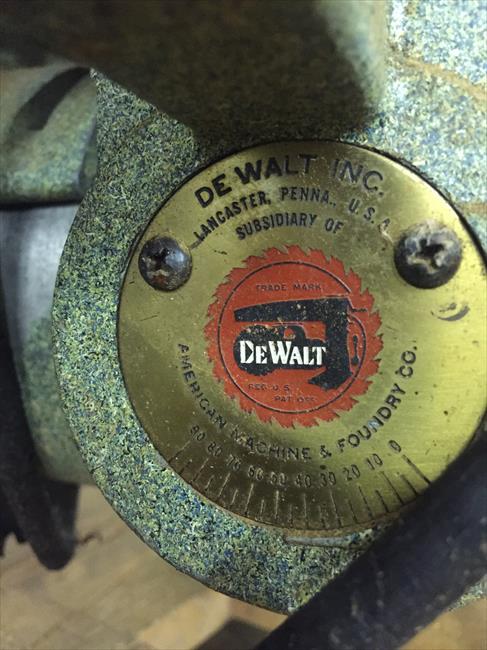 DE WALT INC.
LANCASTER, PENNA., U.S.A
SUBSIDIARY OF
TRADE MARK
DEWALT
REG. U.S.
PAT. OFF.
AMERICAN MACHINE & FOUNDRY CO.
90 80 70 60 50 40 30 20 10 0